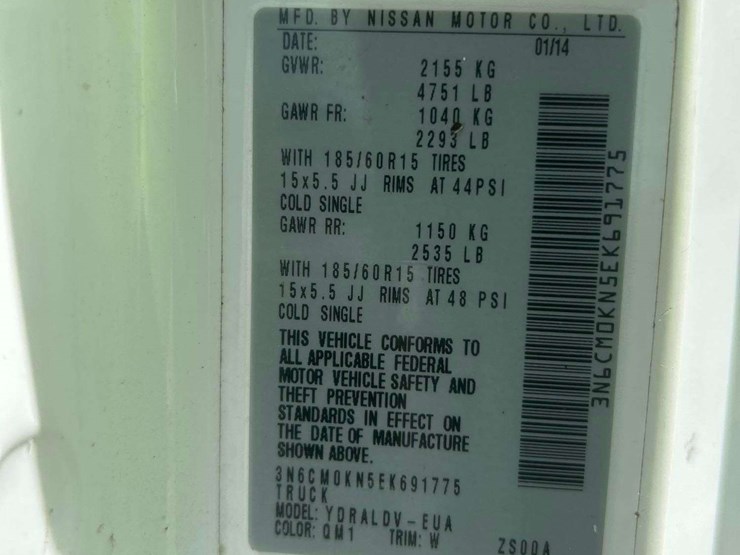 MFD. BY NISSAN MOTOR CO., LTD.
DATE: 01/14
GVWR: 2155 KG
4751 LB
GAWR FR: 1040 KG
2293 LB
WITH 185/60R15 TIRES
15x5.5 JJ RIMS AT 44PSI
COLD SINGLE
GAWR RR: 1150 KG
2535 LB
WITH 185/60R15 TIRES
15x5.5 JJ RIMS AT 48 PSI
COLD SINGLE
THIS VEHICLE CONFORMS TO
ALL APPLICABLE FEDERAL
MOTOR VEHICLE SAFETY AND
THEFT PREVENTION
STANDARDS IN EFFECT ON
THE DATE OF MANUFACTURE
SHOWN ABOVE.
3N6CM0KN5EK691775
TRUCK
MODEL: YDRALDV-EUA
COLOR: QM1 TRIM: W
ZS00A
3N6CM0KN5EK691775